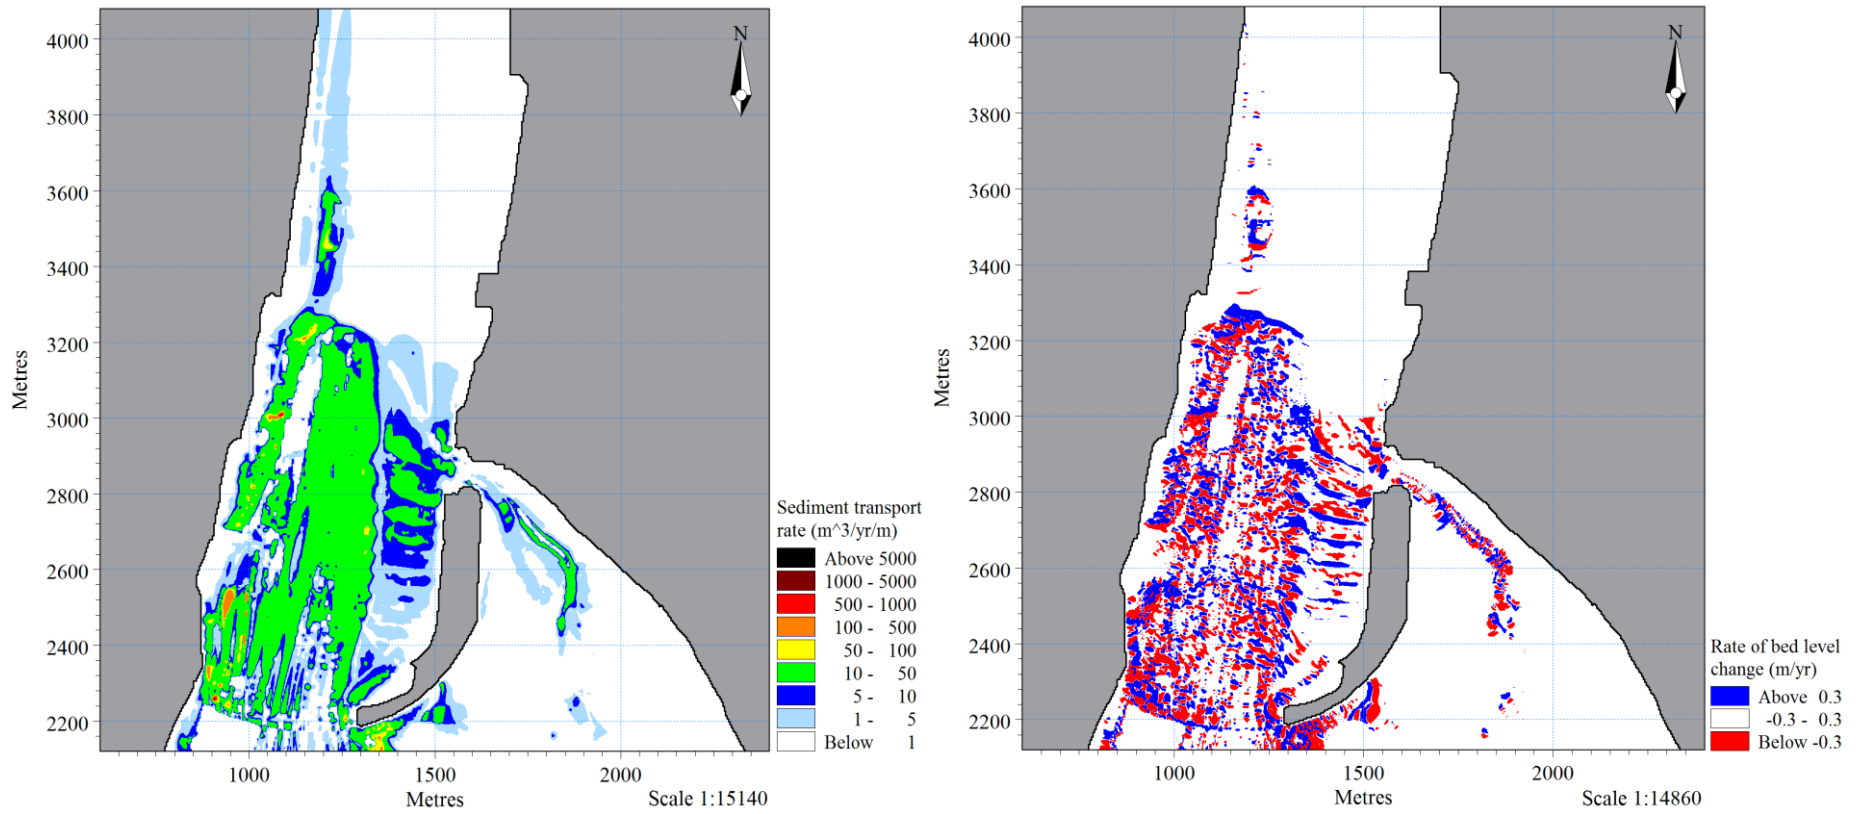 N
4000
3800
3600
3400
3200
3000
2800
2600
2400
2200
Metres
1000
1500
2000
Metres
Scale 1:15140
Sediment transport
rate (m^3/yr/m)
Above 5000
1000 - 5000
500 - 1000
100 - 500
50 - 100
10 - 50
5 - 10
1 - 5
Below 1
N
4000
3800
3600
3400
3200
3000
2800
2600
2400
2200
Metres
1000
1500
2000
Metres
Scale 1:14860
Rate of bed level
change (m/yr)
Above 0.3
-0.3 - 0.3
Below -0.3